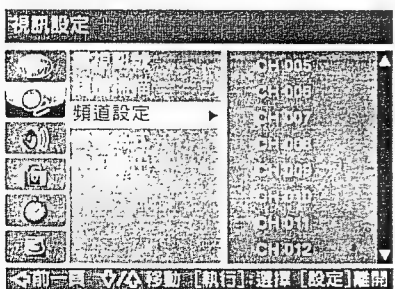 視訊設定
頻道設定
CH 005
CH 006
CH 007
CH 008
CH 009
CH 010
CH 011
CH 012
前一頁 / 移動 [執行]:選擇 [設定]離開